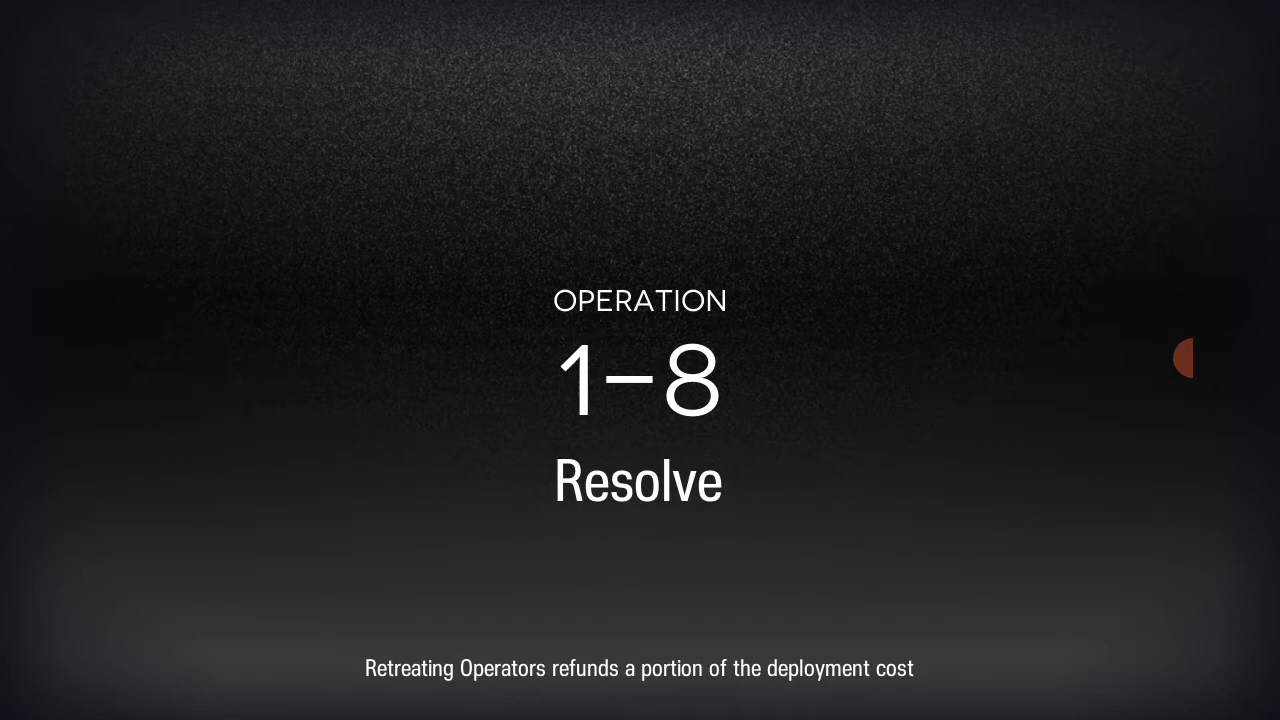 OPERATION
1–8
Resolve
Retreating Operators refunds a portion of the deployment cost